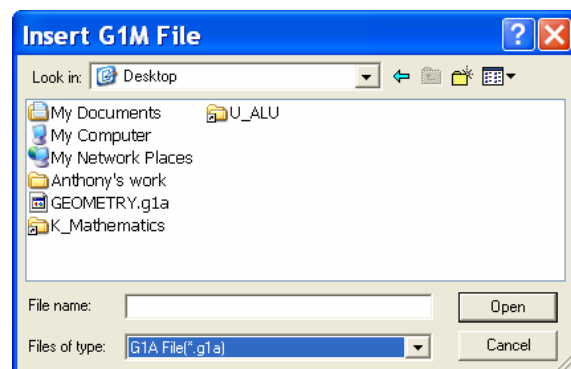 Insert G1M File
Look in: Desktop
My Documents U_ALU
My Computer
My Network Places
Anthony's work
GEOMETRY.g1a
K_Mathematics
File name: Open
Files of type: G1A File(*.g1a) Cancel